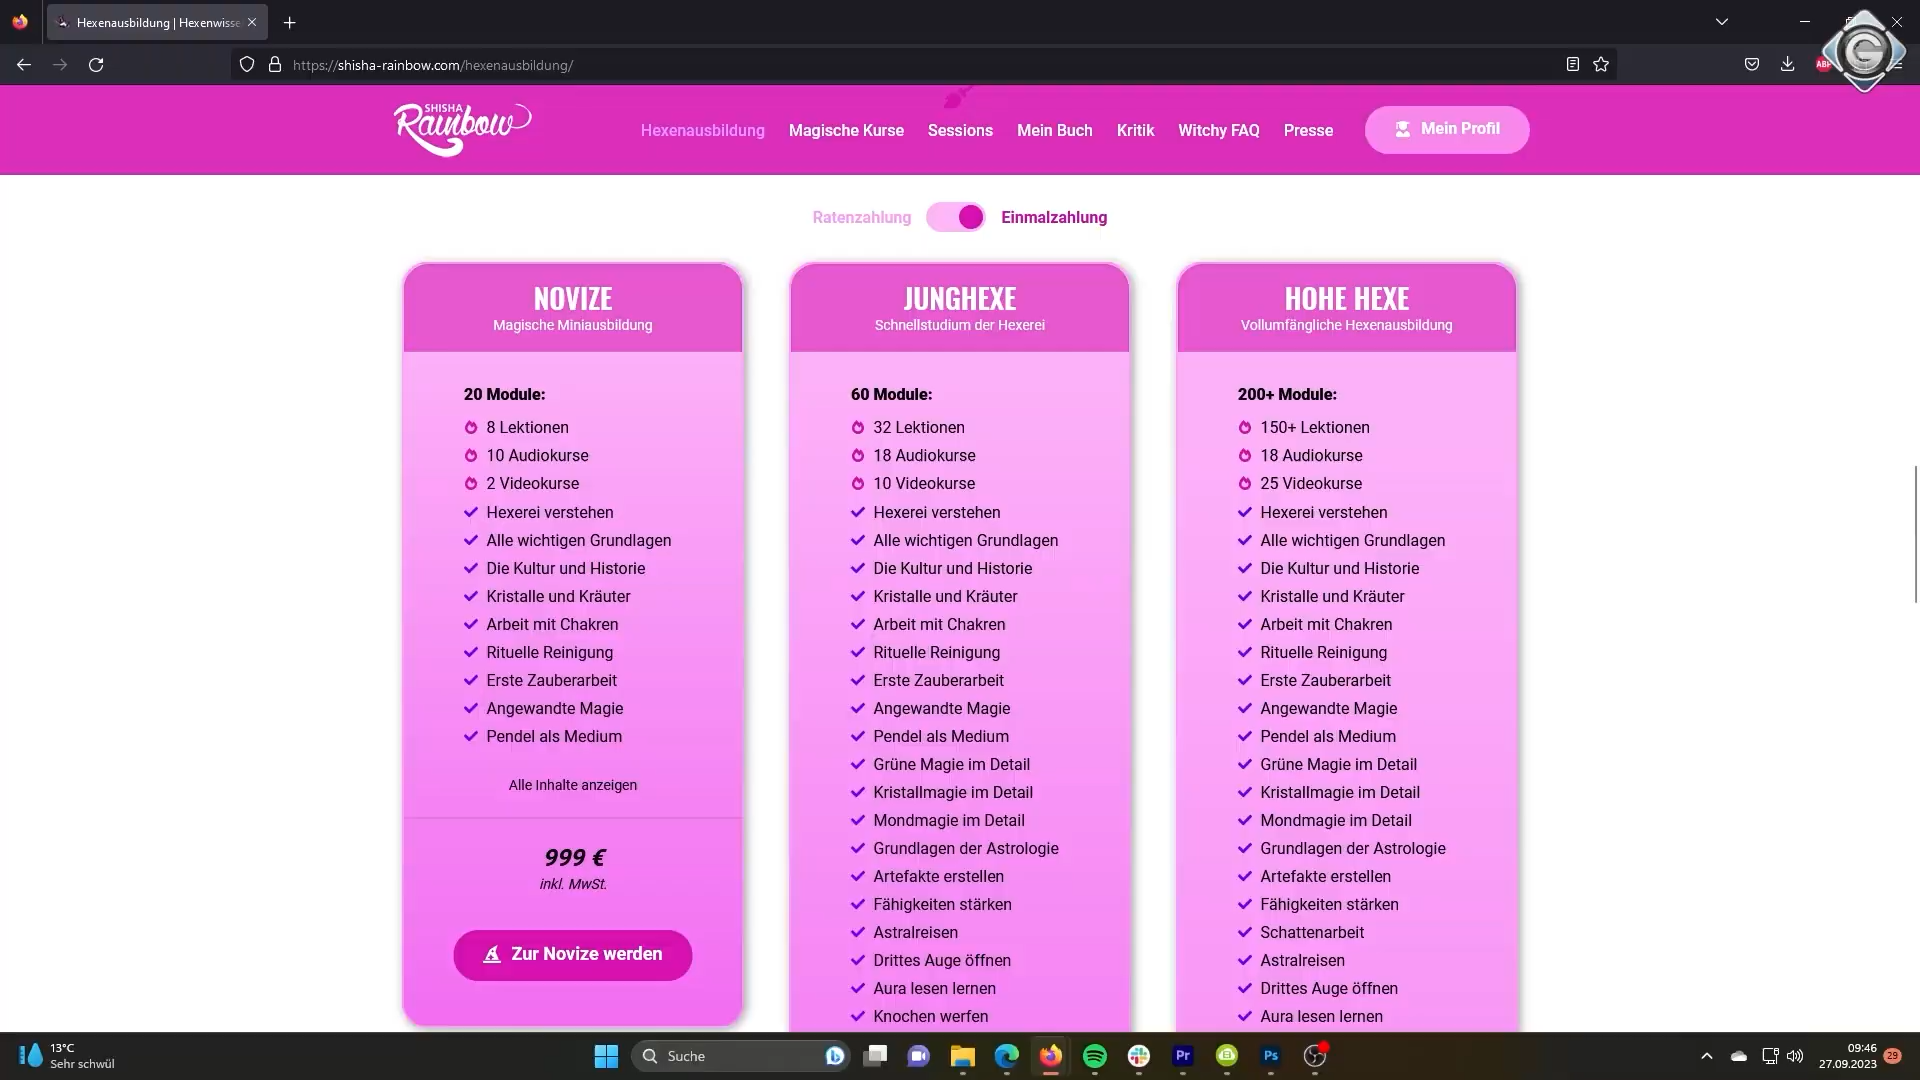 Hexenausbildung | Hexenwisse
https://shisha-rainbow.com/hexenausbildung/
ABP
G
SHISHA
Rainbow
Hexenausbildung
Magische Kurse
Sessions
Mein Buch
Kritik
Witchy FAQ
Presse
Mein Profil
Ratenzahlung
Einmalzahlung
NOVIZE
Magische Miniausbildung
20 Module:
8 Lektionen
10 Audiokurse
2 Videokurse
Hexerei verstehen
Alle wichtigen Grundlagen
Die Kultur und Historie
Kristalle und Kräuter
Arbeit mit Chakren
Rituelle Reinigung
Erste Zauberarbeit
Angewandte Magie
Pendel als Medium
Alle Inhalte anzeigen
999 €
inkl. MwSt.
Zur Novize werden
JUNGHEXE
Schnellstudium der Hexerei
60 Module:
32 Lektionen
18 Audiokurse
10 Videokurse
Hexerei verstehen
Alle wichtigen Grundlagen
Die Kultur und Historie
Kristalle und Kräuter
Arbeit mit Chakren
Rituelle Reinigung
Erste Zauberarbeit
Angewandte Magie
Pendel als Medium
Grüne Magie im Detail
Kristallmagie im Detail
Mondmagie im Detail
Grundlagen der Astrologie
Artefakte erstellen
Fähigkeiten stärken
Astralreisen
Drittes Auge öffnen
Aura lesen lernen
Knochen werfen
HOHE HEXE
Vollumfängliche Hexenausbildung
200+ Module:
150+ Lektionen
18 Audiokurse
25 Videokurse
Hexerei verstehen
Alle wichtigen Grundlagen
Die Kultur und Historie
Kristalle und Kräuter
Arbeit mit Chakren
Rituelle Reinigung
Erste Zauberarbeit
Angewandte Magie
Pendel als Medium
Grüne Magie im Detail
Kristallmagie im Detail
Mondmagie im Detail
Grundlagen der Astrologie
Artefakte erstellen
Fähigkeiten stärken
Schattenarbeit
Astralreisen
Drittes Auge öffnen
Aura lesen lernen
13°C
Sehr schwül
Suche
Pr
Ps
09:46
27.09.2023
29